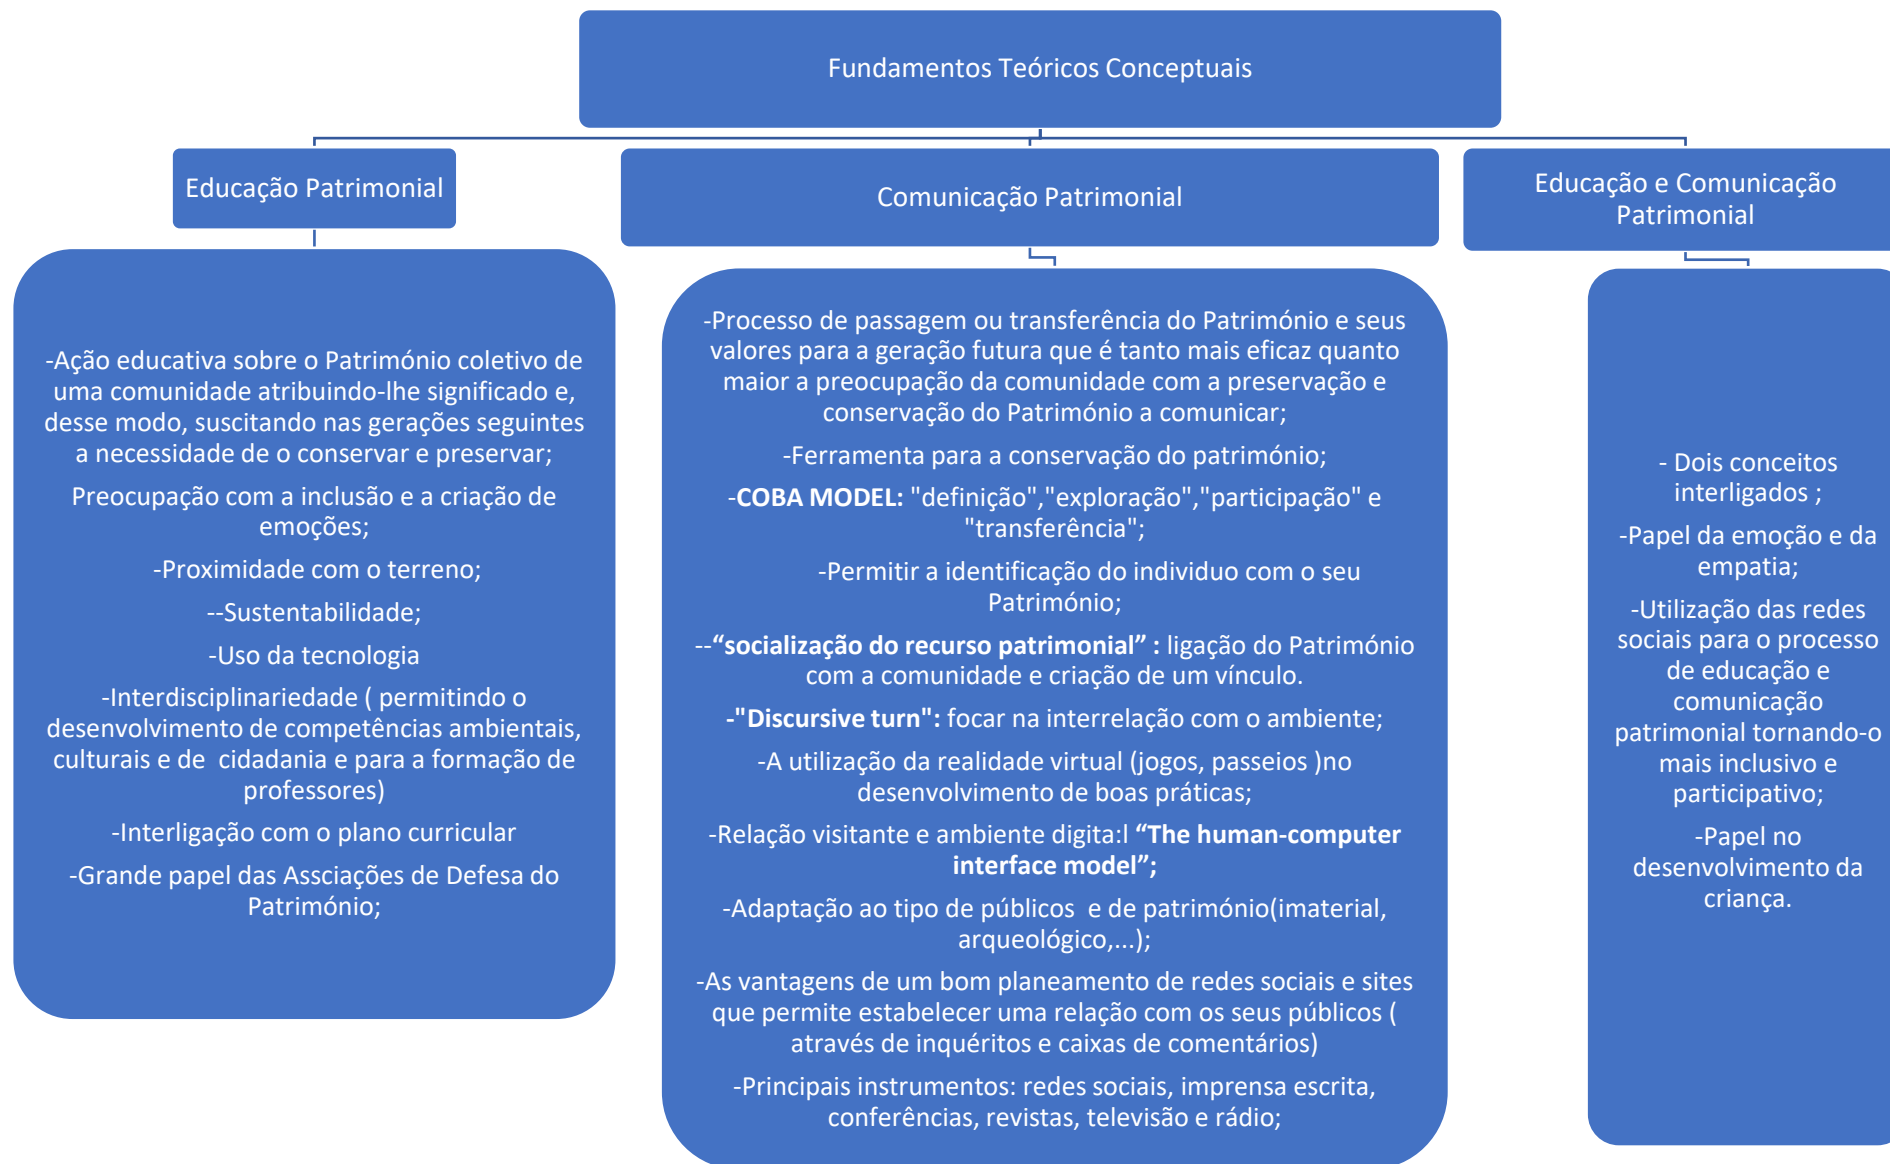 Fundamentos Teóricos Conceptuais
Educação Patrimonial
-Ação educativa sobre o Património coletivo de
uma comunidade atribuindo-lhe significado e,
desse modo, suscitando nas gerações seguintes
a necessidade de o conservar e preservar;
Preocupação com a inclusão e a criação de
emoções;
-Proximidade com o terreno;
--Sustentabilidade;
-Uso da tecnologia
-Interdisciplinariedade ( permitindo o
desenvolvimento de competências ambientais,
culturais e de  cidadania e para a formação de
professores)
-Interligação com o plano curricular
-Grande papel das Assciações de Defesa do
Património;
Comunicação Patrimonial
-Processo de passagem ou transferência do Património e seus
valores para a geração futura que é tanto mais eficaz quanto
maior a preocupação da comunidade com a preservação e
conservação do Património a comunicar;
-Ferramenta para a conservação do património;
-COBA MODEL: "definição","exploração","participação" e
"transferência";
-Permitir a identificação do individuo com o seu
Património;
--“socialização do recurso patrimonial” : ligação do Património
com a comunidade e criação de um vínculo.
-"Discursive turn": focar na interrelação com o ambiente;
-A utilização da realidade virtual (jogos, passeios )no
desenvolvimento de boas práticas;
-Relação visitante e ambiente digita:l “The human-computer
interface model”;
-Adaptação ao tipo de públicos  e de património(imaterial,
arqueológico,...);
-As vantagens de um bom planeamento de redes sociais e sites
que permite estabelecer uma relação com os seus públicos (
através de inquéritos e caixas de comentários)
-Principais instrumentos: redes sociais, imprensa escrita,
conferências, revistas, televisão e rádio;
Educação e Comunicação
Patrimonial
- Dois conceitos
interligados ;
-Papel da emoção e da
empatia;
-Utilização das redes
sociais para o processo
de educação e
comunicação
patrimonial tornando-o
mais inclusivo e
participativo;
-Papel no
desenvolvimento da
criança.